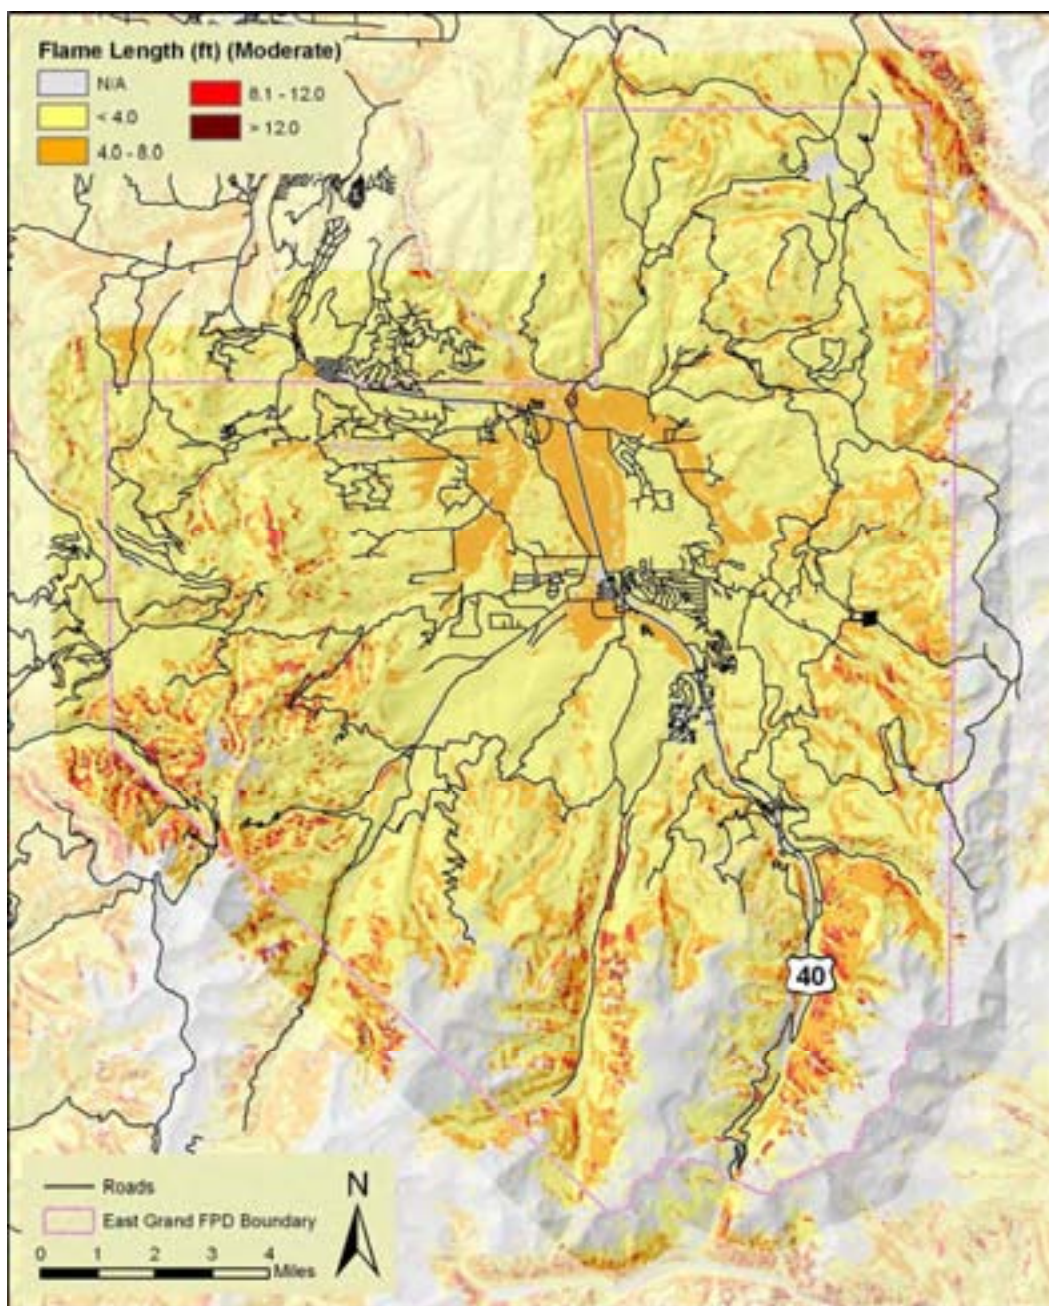 Flame Length (ft) (Moderate)
N/A
< 4.0
4.0 - 8.0
8.1 - 12.0
> 12.0
40
Roads
East Grand FPD Boundary
N
0 1 2 3 4
Miles